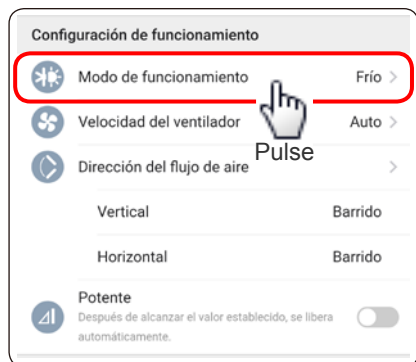 Configuración de funcionamiento
Modo de funcionamiento Frío >
Velocidad del ventilador Auto >
Pulse
Dirección del flujo de aire >
Vertical Barrido
Horizontal Barrido
Potente
Después de alcanzar el valor establecido, se libera
automáticamente.